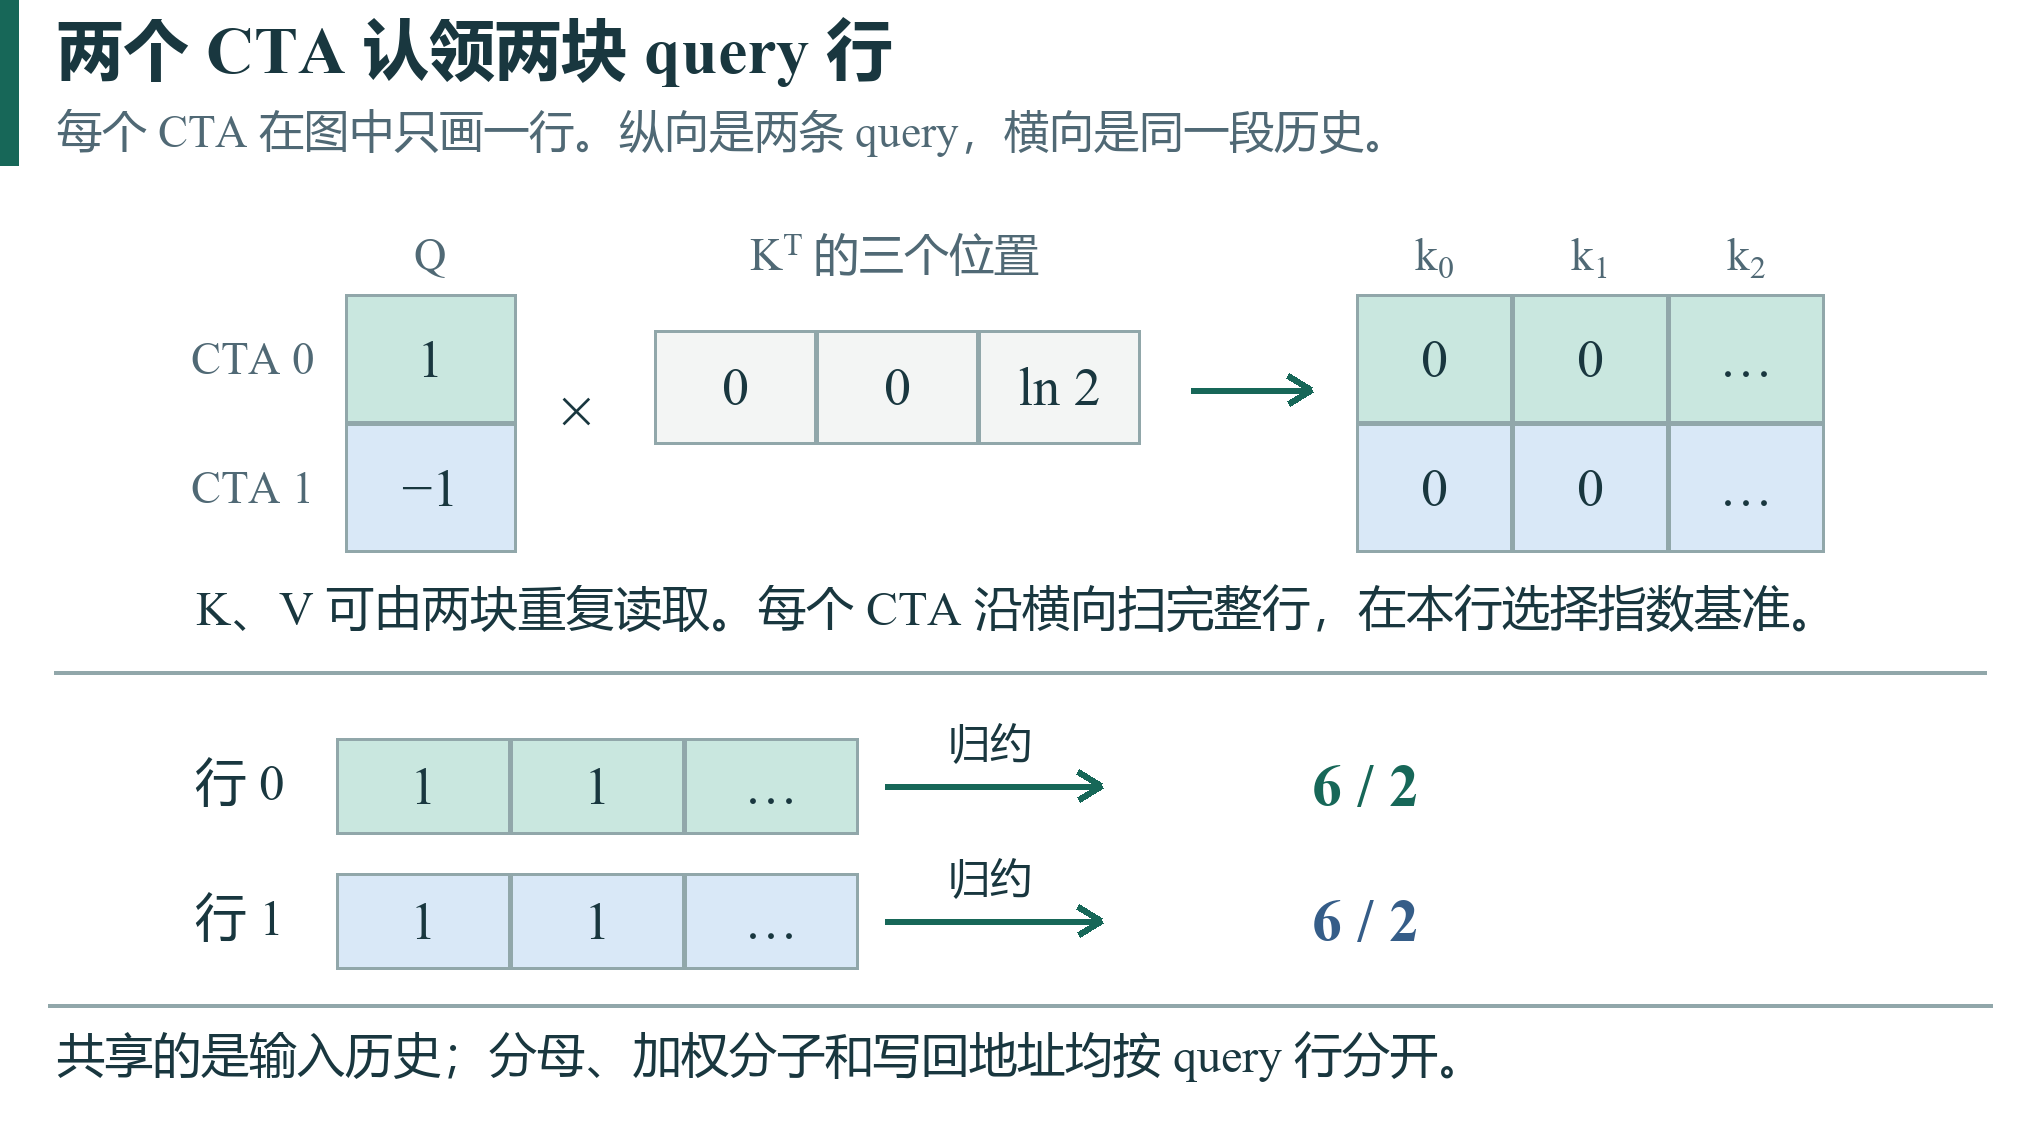 两个 CTA 认领两块 query 行
每个 CTA 在图中只画一行。纵向是两条 query，横向是同一段历史。
Q
Kᵀ 的三个位置
k₀ k₁ k₂
CTA 0
1
0 0 …
×
0 0 ln 2
CTA 1
−1
0 0 …
K、V 可由两块重复读取。每个 CTA 沿横向扫完整行，在本行选择指数基准。
行 0
1 1 …
归约
6 / 2
行 1
1 1 …
归约
6 / 2
共享的是输入历史；分母、加权分子和写回地址均按 query 行分开。